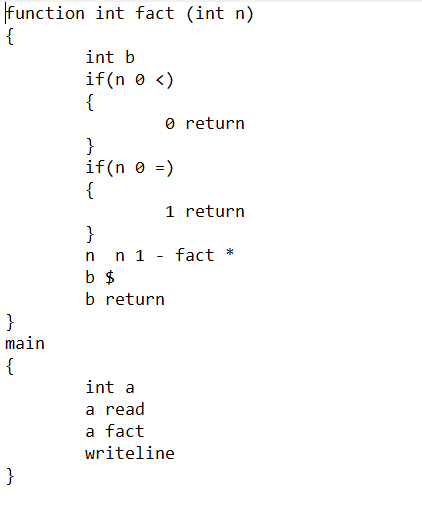 function int fact (int n)
{
int b
if(n 0 <)
{
0 return
}
if(n 0 =)
{
1 return
}
n  n 1 - fact *
b $
b return
}
main
{
int a
a read
a fact
writeline
}